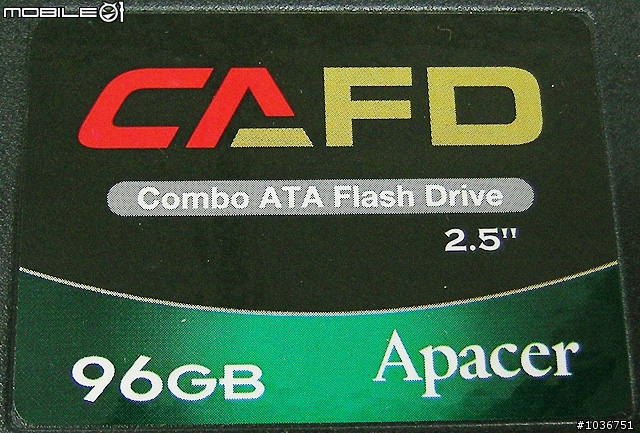 MOBILE01
CAFD
Combo ATA Flash Drive
2.5"
96GB
Apacer
#1036751